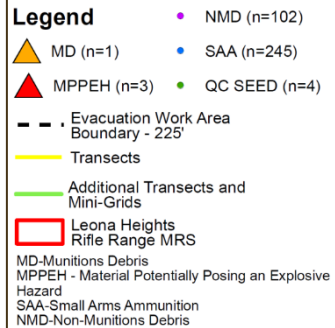 Legend
NMD (n=102)
MD (n=1)
SAA (n=245)
MPPEH (n=3)
QC SEED (n=4)
Evacuation Work Area
Boundary - 225'
Transects
Additional Transects and
Mini-Grids
Leona Heights
Rifle Range MRS
MD-Munitions Debris
MPPEH - Material Potentially Posing an Explosive
Hazard
SAA-Small Arms Ammunition
NMD-Non-Munitions Debris